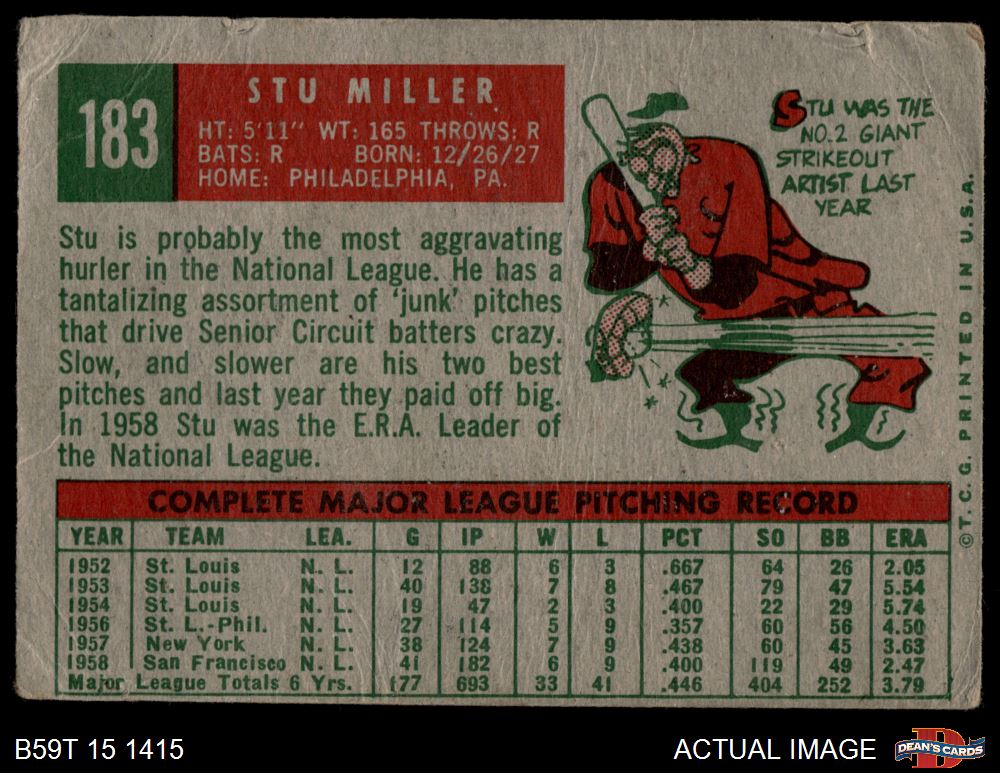 183
STU MILLER
HT: 5'11" WT: 165 THROWS: R
BATS: R BORN: 12/26/27
HOME: PHILADELPHIA, PA.
STU WAS THE
NO.2 GIANT
STRIKEOUT
ARTIST LAST
YEAR
Stu is probably the most aggravating
hurler in the National League. He has a
tantalizing assortment of 'junk' pitches
that drive Senior Circuit batters crazy.
Slow, and slower are his two best
pitches and last year they paid off big.
In 1958 Stu was the E.R.A. Leader of
the National League.
COMPLETE MAJOR LEAGUE PITCHING RECORD
YEAR TEAM LEA. G IP W L PCT SO BB ERA
1952 St. Louis N. L. 12 88 6 3 .667 64 26 2.05
1953 St. Louis N. L. 40 138 7 8 .467 79 47 5.54
1954 St. Louis N. L. 19 47 2 3 .400 22 29 5.74
1956 St. L.-Phil. N. L. 27 114 5 9 .357 60 56 4.50
1957 New York N. L. 38 124 7 9 .438 60 45 3.63
1958 San Francisco N. L. 41 182 6 9 .400 119 49 2.47
Major League Totals 6 Yrs. 177 693 33 41 .446 404 252 3.79
©T.C.G. PRINTED IN U.S.A.
B59T 15 1415
ACTUAL IMAGE
D
DEAN'S CARDS